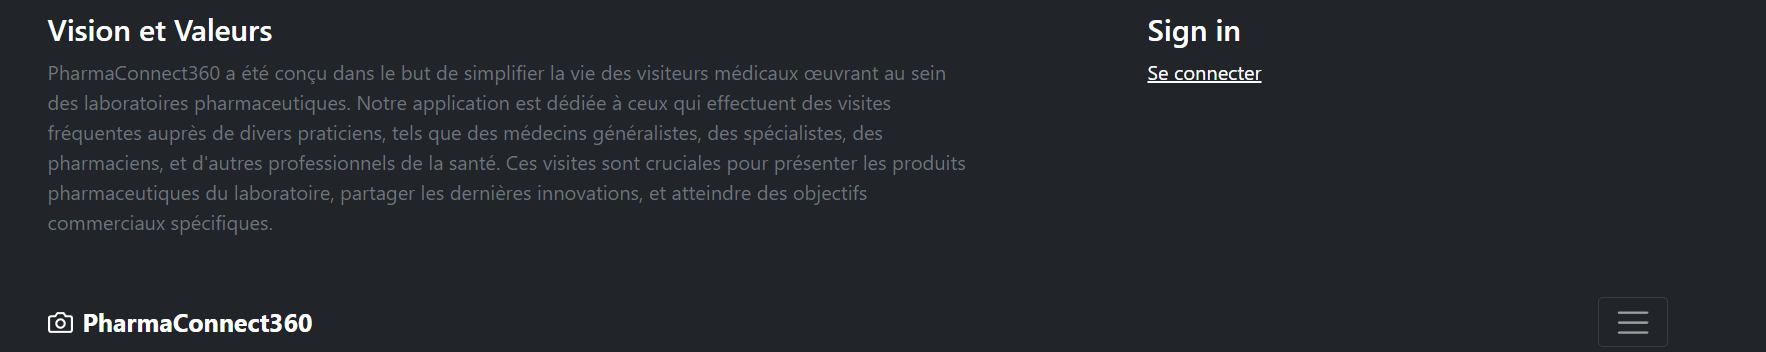 Vision et Valeurs
PharmaConnect360 a été conçu dans le but de simplifier la vie des visiteurs médicaux œuvrant au sein
des laboratoires pharmaceutiques. Notre application est dédiée à ceux qui effectuent des visites
fréquentes auprès de divers praticiens, tels que des médecins généralistes, des spécialistes, des
pharmaciens, et d'autres professionnels de la santé. Ces visites sont cruciales pour présenter les produits
pharmaceutiques du laboratoire, partager les dernières innovations, et atteindre des objectifs
commerciaux spécifiques.
Sign in
Se connecter
PharmaConnect360